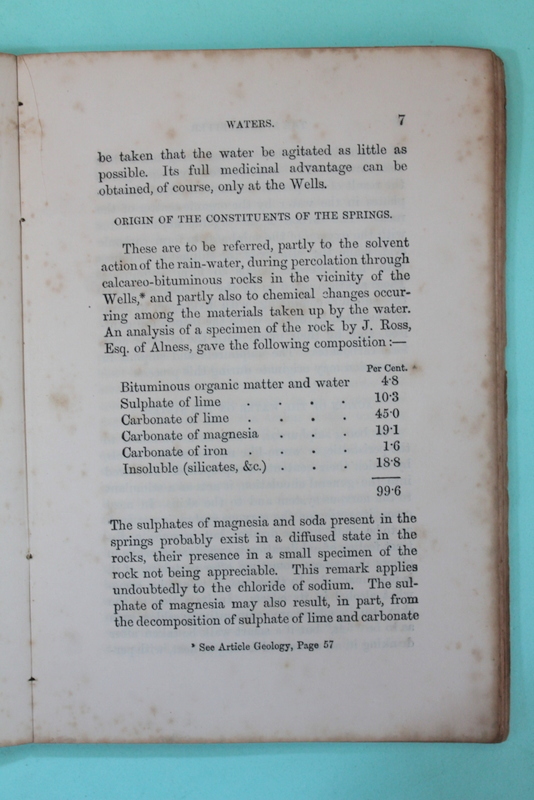 WATERS. 7
be taken that the water be agitated as little as
possible. Its full medicinal advantage can be
obtained, of course, only at the Wells.
ORIGIN OF THE CONSTITUENTS OF THE SPRINGS.
These are to be referred, partly to the solvent
action of the rain-water, during percolation through
calcareo-bituminous rocks in the vicinity of the
Wells,* and partly also to chemical changes occur-
ring among the materials taken up by the water.
An analysis of a specimen of the rock by J. Ross,
Esq. of Alness, gave the following composition :—
Per Cent.
Bituminous organic matter and water 4·8
Sulphate of lime . . . . 10·3
Carbonate of lime . . . . 45·0
Carbonate of magnesia . . . 19·1
Carbonate of iron . . . . 1·6
Insoluble (silicates, &c.) . . . 18·8
99·6
The sulphates of magnesia and soda present in the
springs probably exist in a diffused state in the
rocks, their presence in a small specimen of the
rock not being appreciable. This remark applies
undoubtedly to the chloride of sodium. The sul-
phate of magnesia may also result, in part, from
the decomposition of sulphate of lime and carbonate
* See Article Geology, Page 57